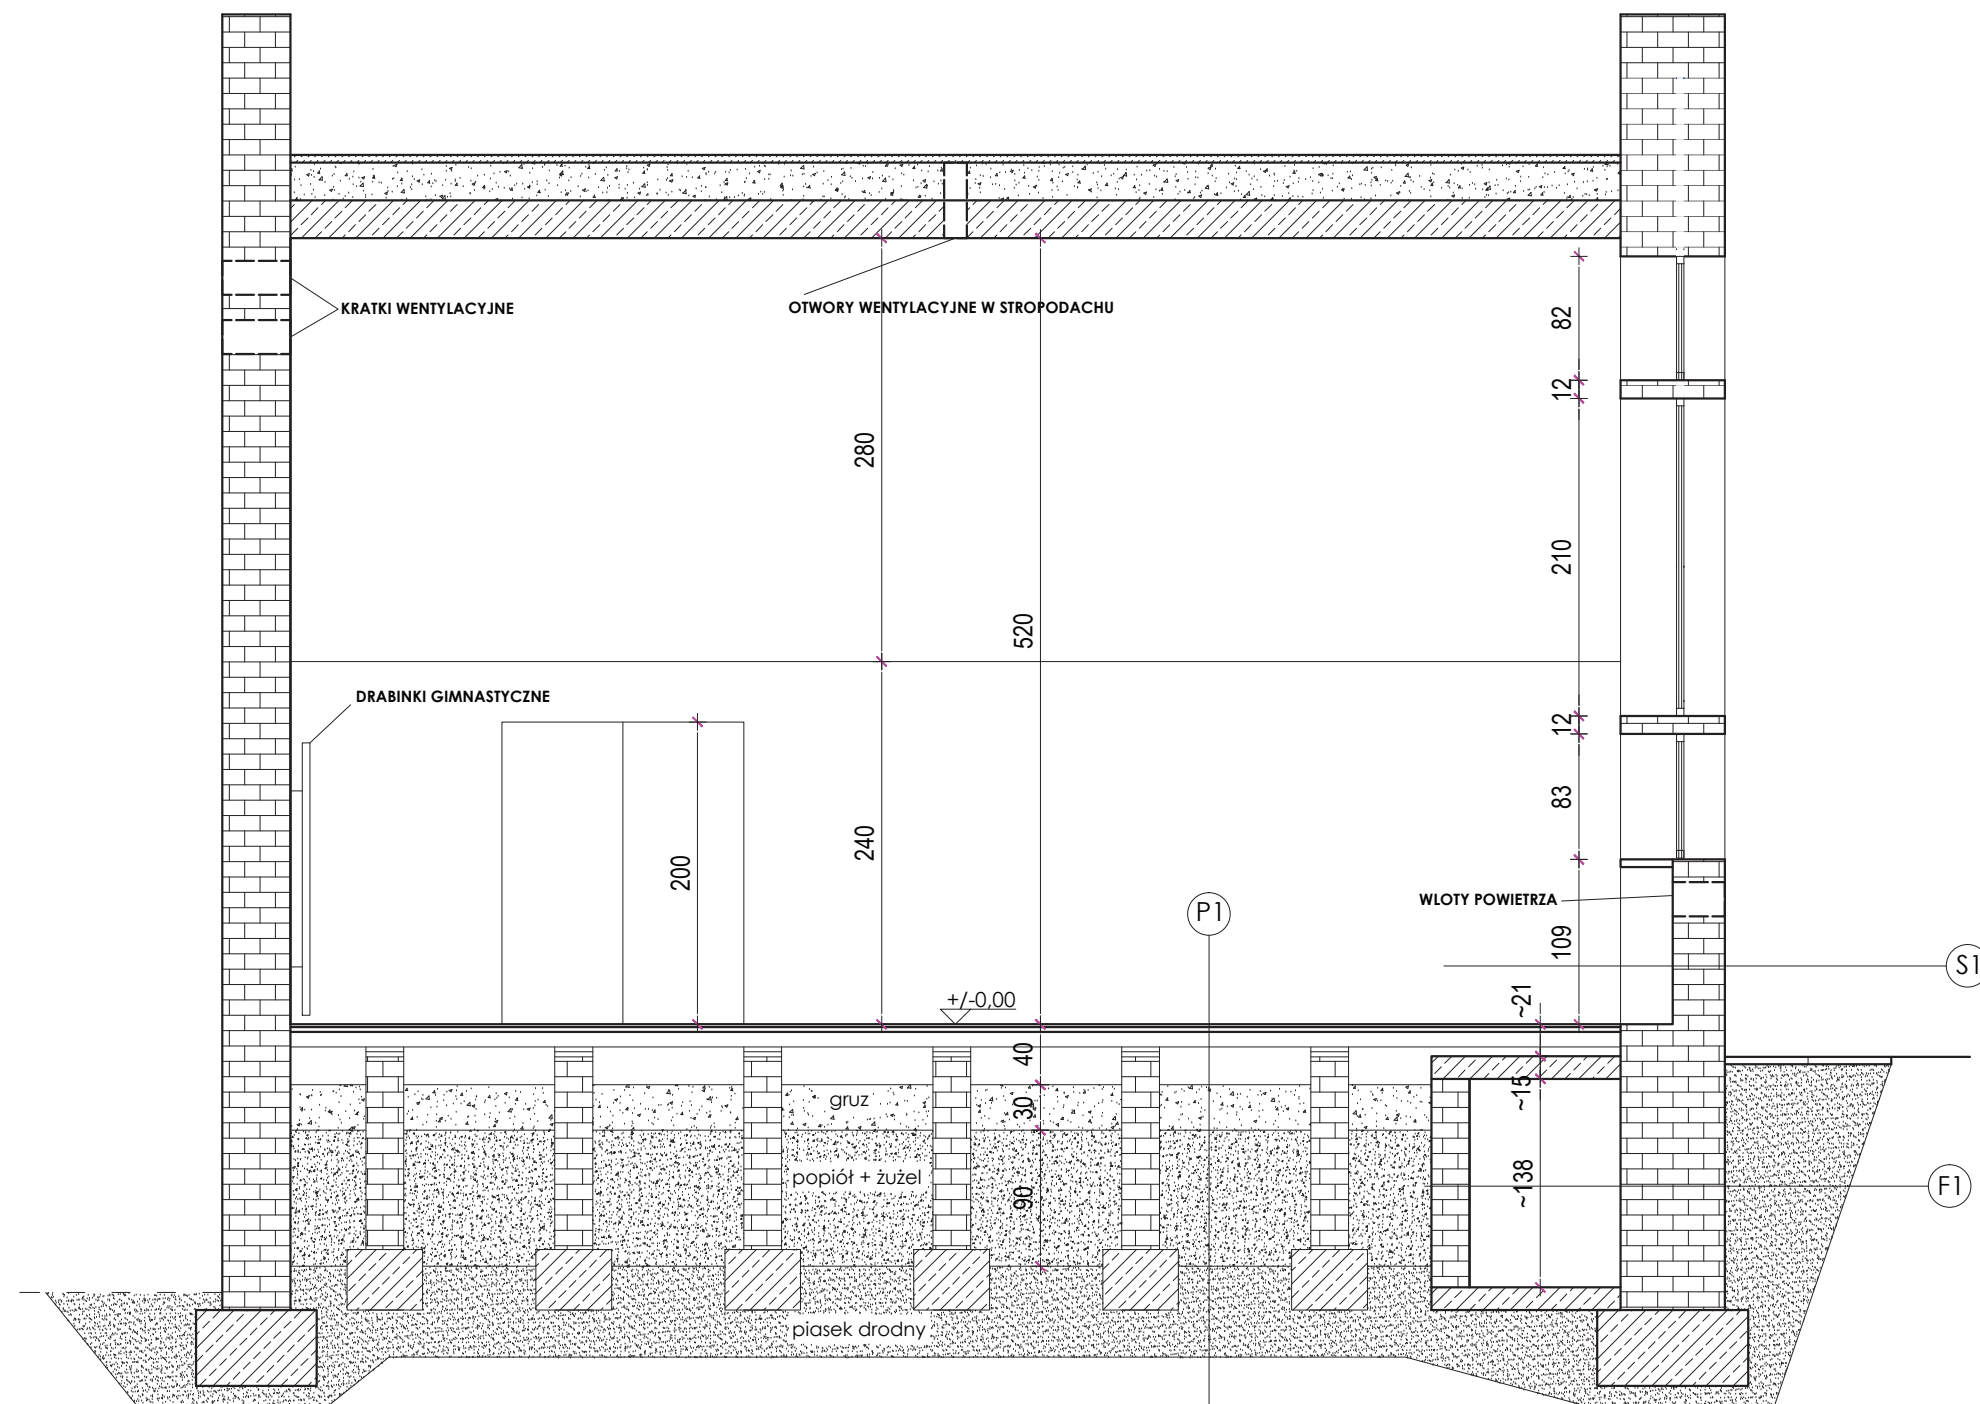 KRATKI WENTYLACYJNE
OTWORY WENTYLACYJNE W STROPODACHU
82
12
280
210
520
DRABINKI GIMNASTYCZNE
12
83
240
200
WLOTY POWIETRZA
P1
109
S1
+/-0,00
~21
40
gruz
30
~15
popiół + żużel
90
~138
F1
piasek drodny